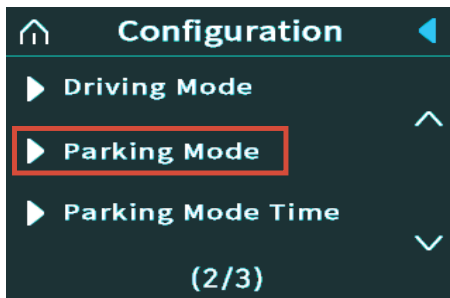 Configuration
Driving Mode
Parking Mode
Parking Mode Time
(2/3)